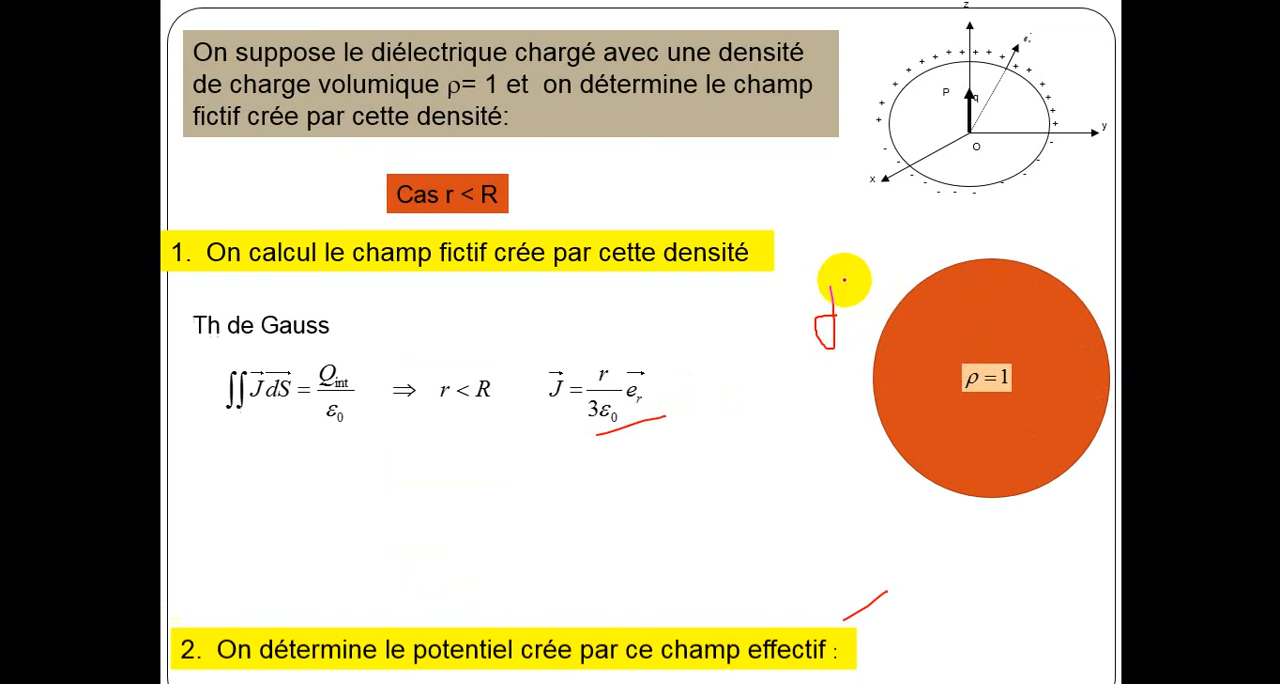 On suppose le diélectrique chargé avec une densité
de charge volumique ρ= 1 et on détermine le champ
fictif crée par cette densité:
z
P
q
y
O
x
Cas r < R
1. On calcul le champ fictif crée par cette densité
Th de Gauss
∬ J⃗ dS⃗ = Q_int / ε₀ ⇒ r < R J⃗ = r / 3ε₀ e⃗_r
ρ = 1
2. On détermine le potentiel crée par ce champ effectif :